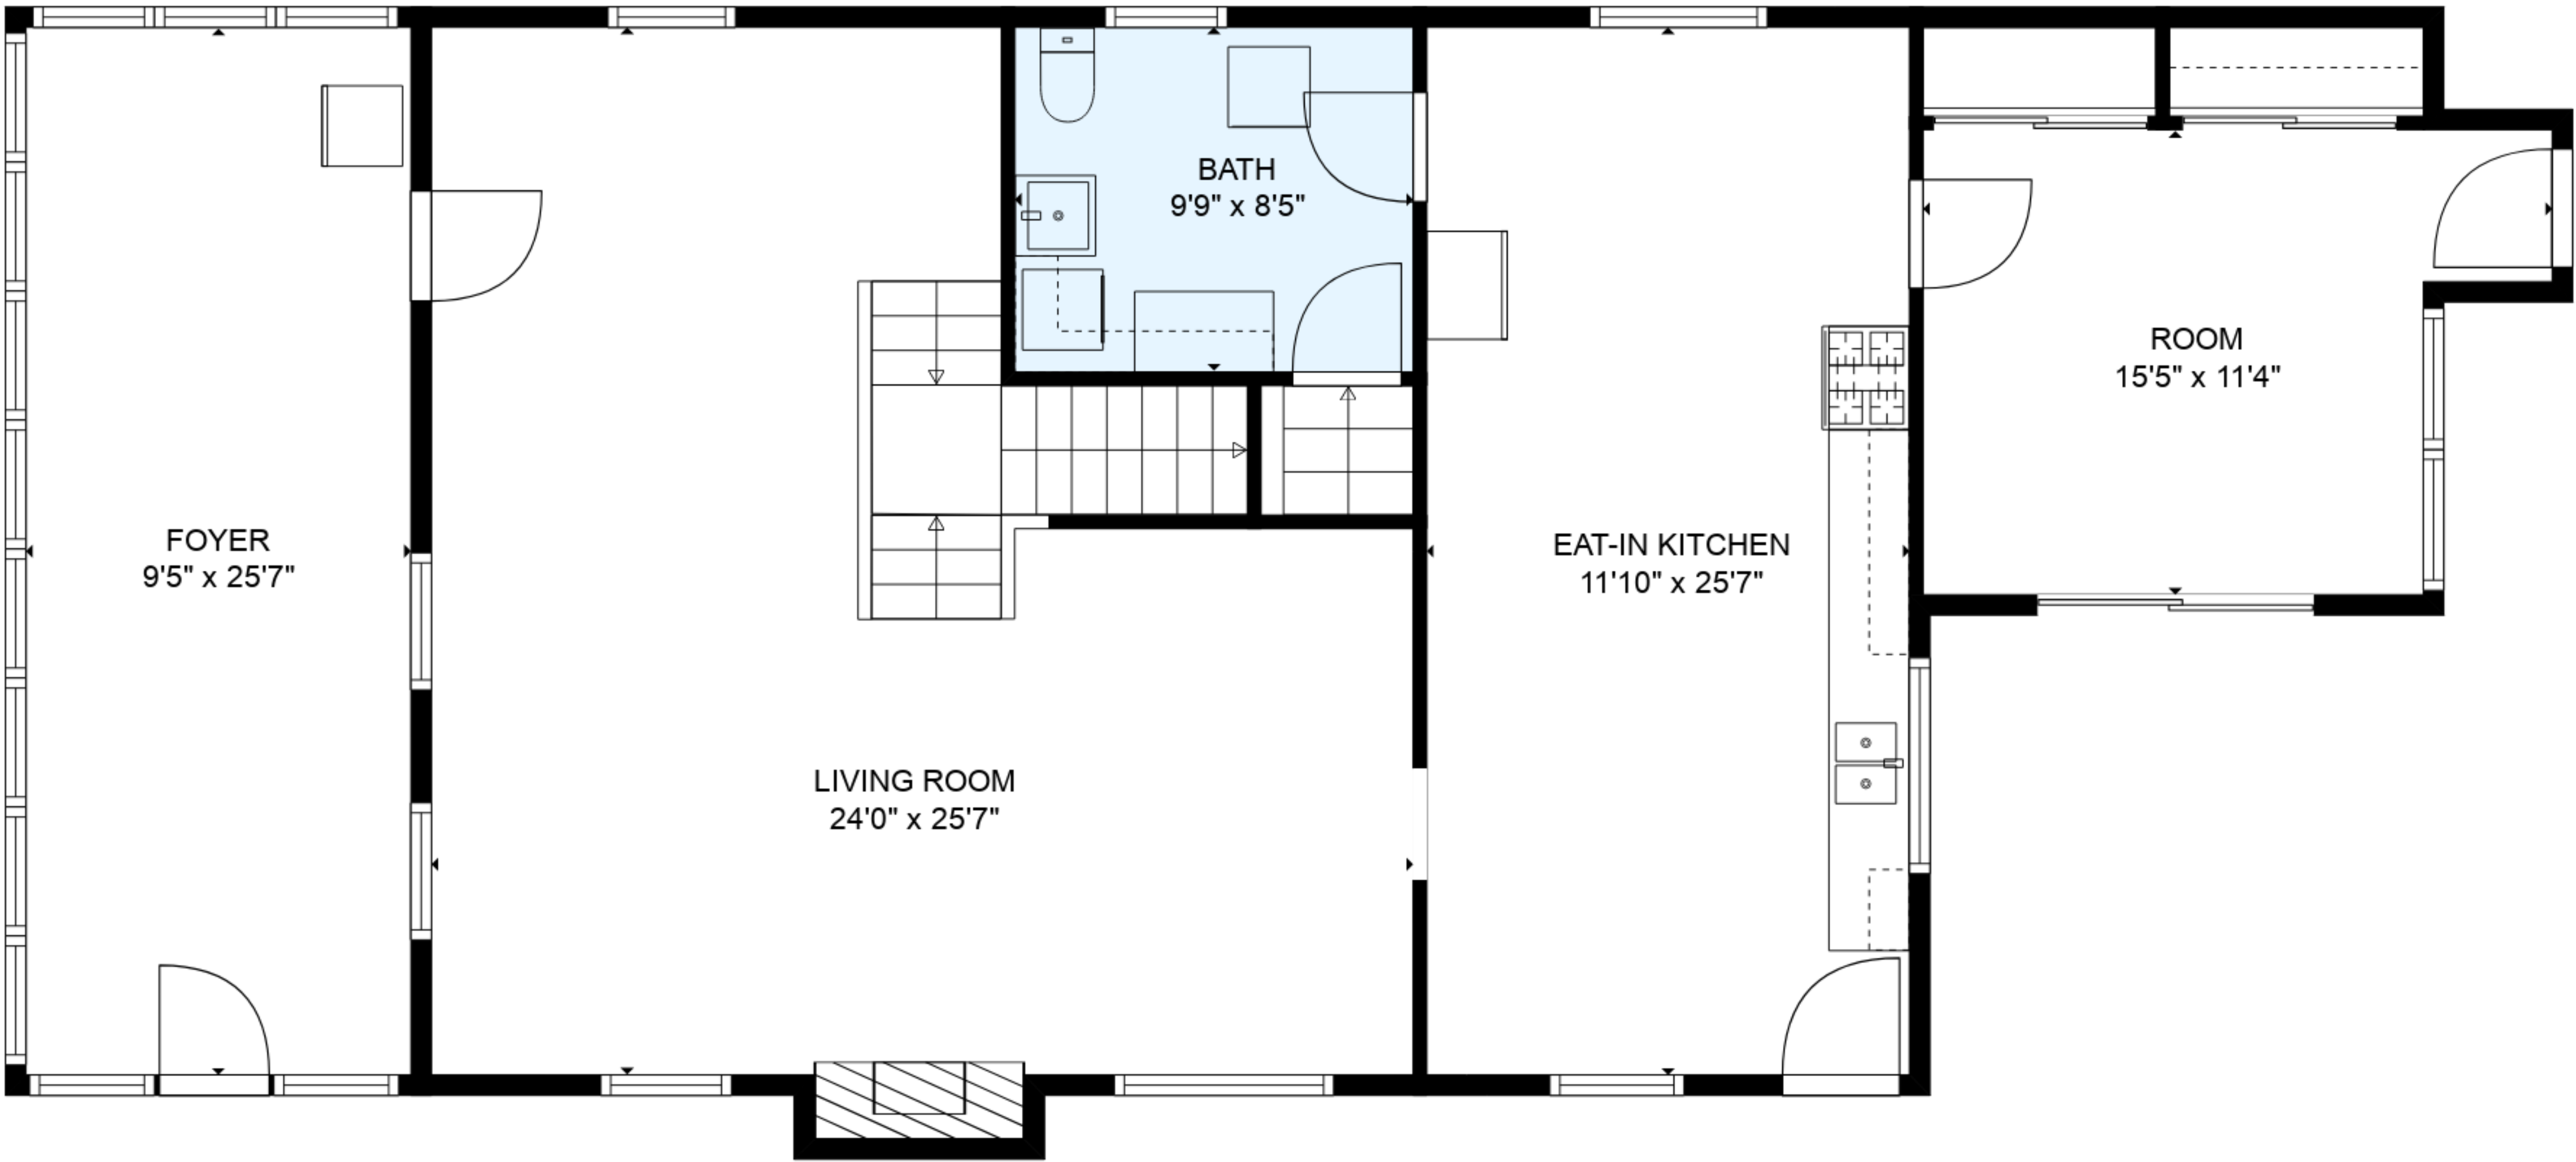 BATH
9'9" x 8'5"
ROOM
15'5" x 11'4"
FOYER
9'5" x 25'7"
EAT-IN KITCHEN
11'10" x 25'7"
LIVING ROOM
24'0" x 25'7"